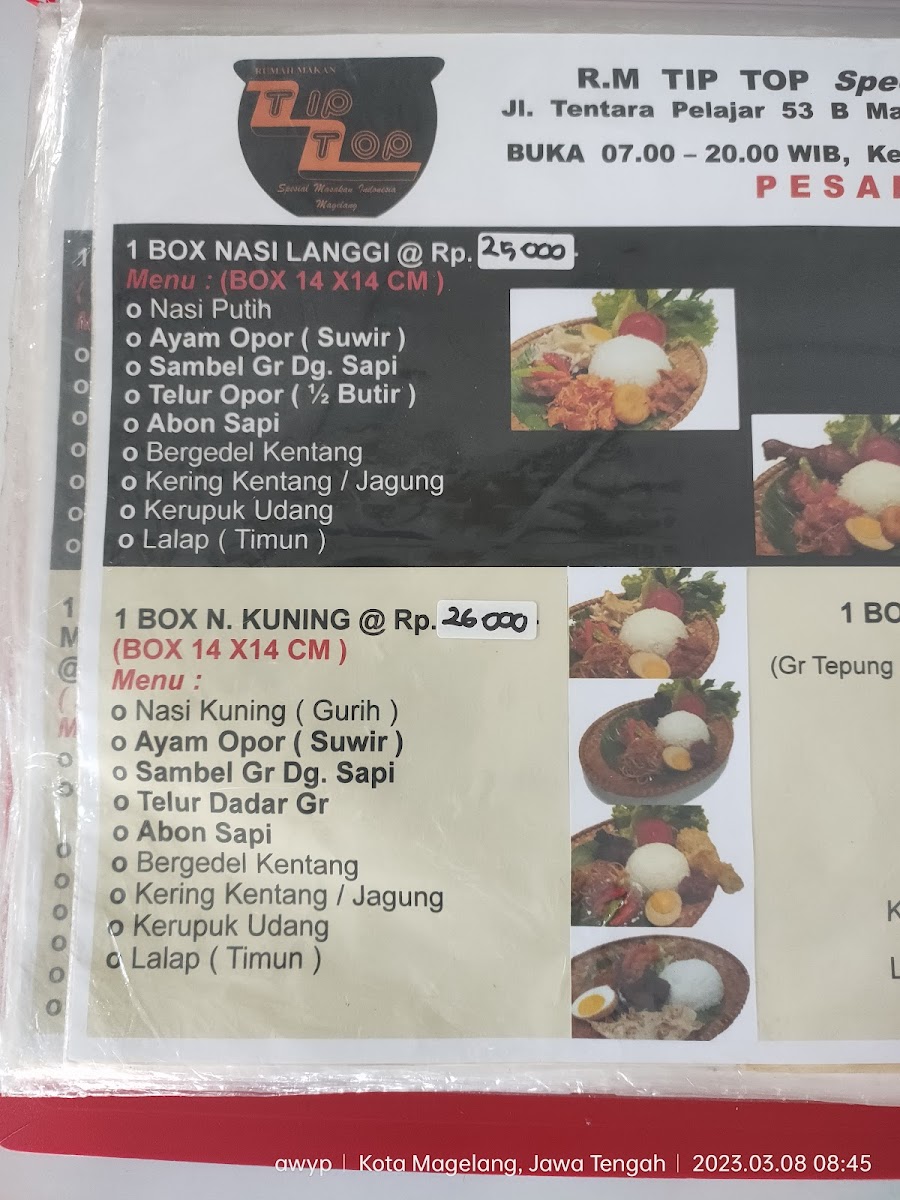 RUMAH MAKAN
TIP
TOP
Spesial Masakan Indonesia
Magelang
R.M TIP TOP Spe
Jl. Tentara Pelajar 53 B Ma
BUKA 07.00 – 20.00 WIB, Ke
PESA
1 BOX NASI LANGGI @ Rp. 25,000
Menu : (BOX 14 X14 CM )
o Nasi Putih
o Ayam Opor ( Suwir )
o Sambel Gr Dg. Sapi
o Telur Opor ( ½ Butir )
o Abon Sapi
o Bergedel Kentang
o Kering Kentang / Jagung
o Kerupuk Udang
o Lalap ( Timun )
1 BOX N. KUNING @ Rp. 26 000
(BOX 14 X14 CM )
Menu :
o Nasi Kuning ( Gurih )
o Ayam Opor ( Suwir )
o Sambel Gr Dg. Sapi
o Telur Dadar Gr
o Abon Sapi
o Bergedel Kentang
o Kering Kentang / Jagung
o Kerupuk Udang
o Lalap ( Timun )
1 BO
(Gr Tepung
K
L
awyp | Kota Magelang, Jawa Tengah | 2023.03.08 08:45